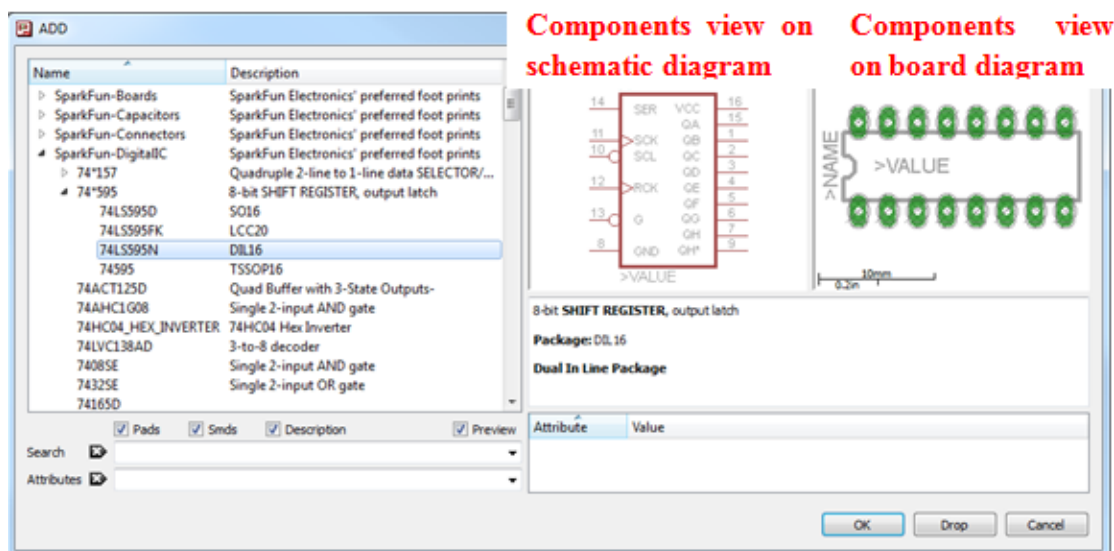 ADD
Components view on
schematic diagram
Components view
on board diagram
Name Description
SparkFun-Boards SparkFun Electronics' preferred foot prints
SparkFun-Capacitors SparkFun Electronics' preferred foot prints
SparkFun-Connectors SparkFun Electronics' preferred foot prints
SparkFun-DigitalIC SparkFun Electronics' preferred foot prints
74*157 Quadruple 2-line to 1-line data SELECTOR/...
74*595 8-bit SHIFT REGISTER, output latch
74LS595D SO16
74LS595FK LCC20
74LS595N DIL16
74595 TSSOP16
74ACT125D Quad Buffer with 3-State Outputs-
74AHC1G08 Single 2-input AND gate
74HC04_HEX_INVERTER 74HC04 Hex Inverter
74LVC138AD 3-to-8 decoder
7408SE Single 2-input AND gate
7432SE Single 2-input OR gate
74165D
Pads Smds Description Preview
Search
Attributes
14 SER VCC 16
QA 15
11 SCK QB 1
10 SCL QC 2
QD 3
12 RCK QE 4
QF 5
13 G QG 6
QH 7
8 GND QH* 9
>VALUE
>NAME
>VALUE
10mm
0.2in
8-bit SHIFT REGISTER, output latch
Package: DIL16
Dual In Line Package
Attribute Value
OK Drop Cancel